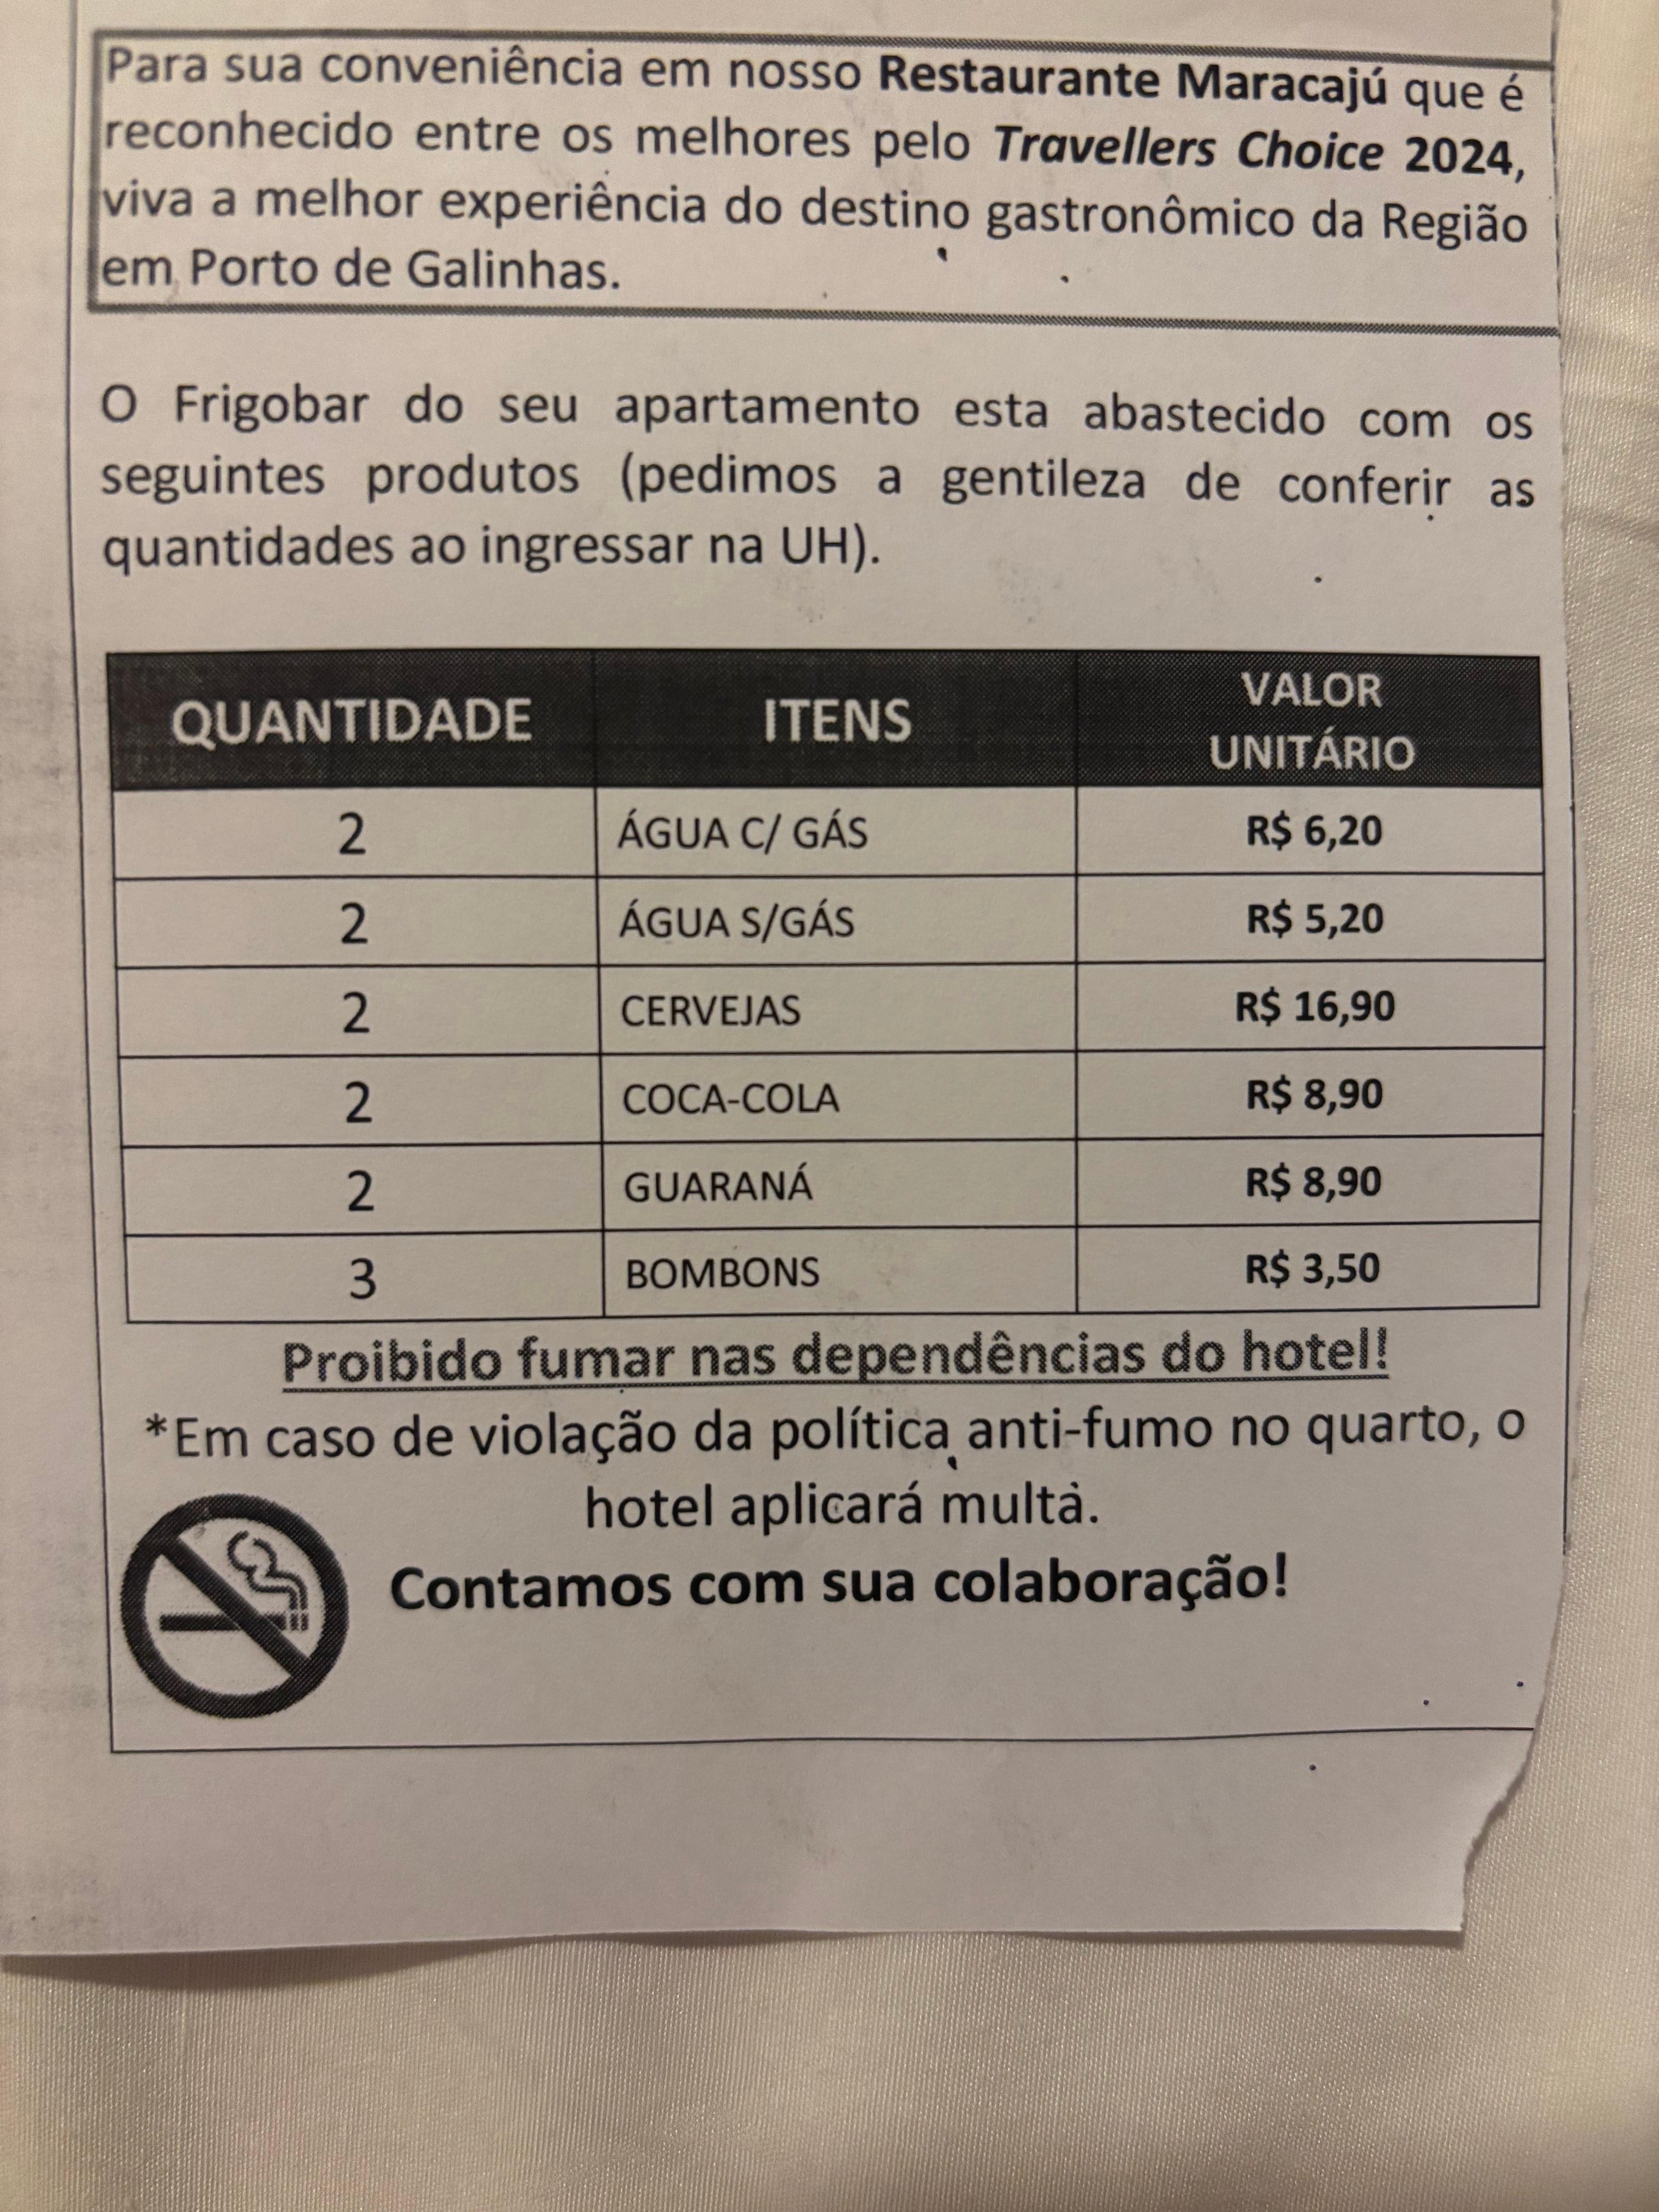 Para sua conveniência em nosso Restaurante Maracajú que é
reconhecido entre os melhores pelo Travellers Choice 2024,
viva a melhor experiência do destino gastronômico da Região
em Porto de Galinhas.
O Frigobar do seu apartamento esta abastecido com os
seguintes produtos (pedimos a gentileza de conferir as
quantidades ao ingressar na UH).
QUANTIDADE ITENS VALOR UNITÁRIO
2 ÁGUA C/ GÁS R$ 6,20
2 ÁGUA S/GÁS R$ 5,20
2 CERVEJAS R$ 16,90
2 COCA-COLA R$ 8,90
2 GUARANÁ R$ 8,90
3 BOMBONS R$ 3,50
Proibido fumar nas dependências do hotel!
*Em caso de violação da política anti-fumo no quarto, o
hotel aplicará multa.
Contamos com sua colaboração!